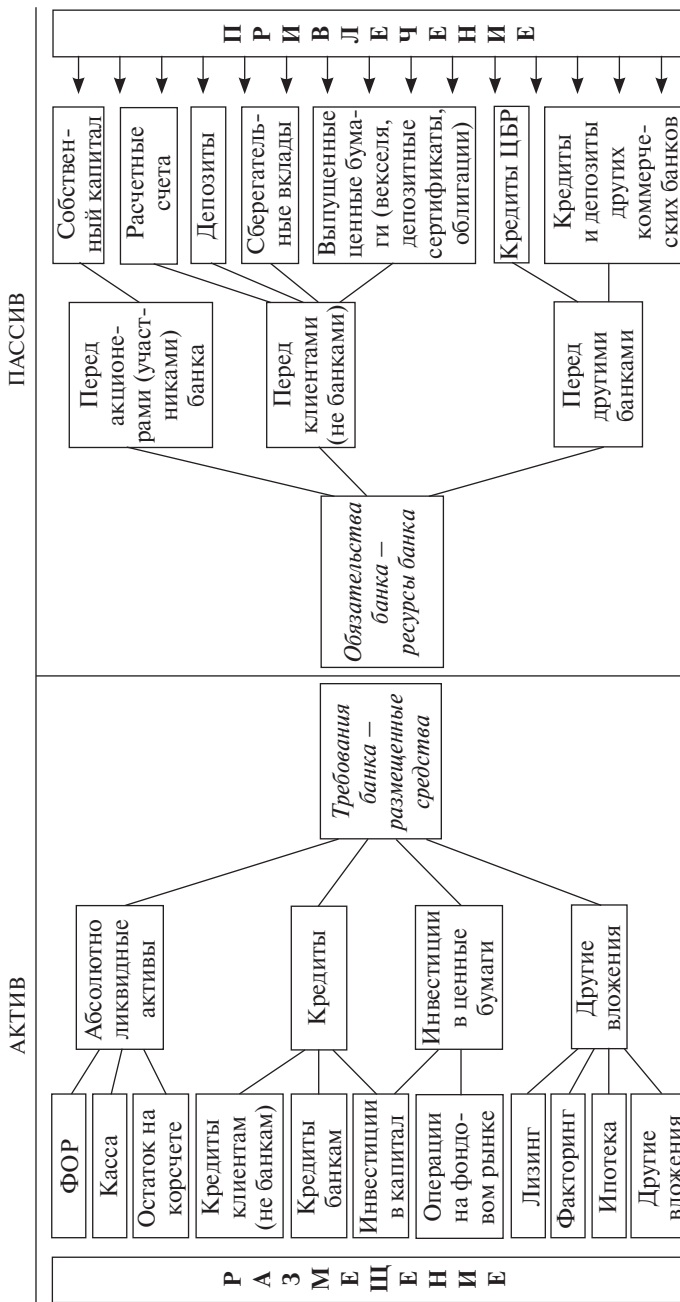 АКТИВ
ПАССИВ
РАЗМЕЩЕНИЕ
ФОР
Касса
Остаток на
корсчете
Кредиты
клиентам
(не банкам)
Кредиты
банкам
Инвестиции
в капитал
Операции
на фондо-
вом рынке
Лизинг
Факторинг
Ипотека
Другие
вложения
Абсолютно
ликвидные
активы
Кредиты
Инвестиции
в ценные
бумаги
Другие
вложения
Требования
банка –
размещенные
средства
Обязательства
банка –
ресурсы банка
Перед
акционе-
рами (участ-
никами)
банка
Перед
клиентами
(не банками)
Перед
другими
банками
Собствен-
ный капитал
Расчетные
счета
Депозиты
Сберегатель-
ные вклады
Выпущенные
ценные бума-
ги (векселя,
депозитные
сертификаты,
облигации)
Кредиты ЦБР
Кредиты
и депозиты
других
коммерче-
ских банков
ПРИВЛЕЧЕНИЕ